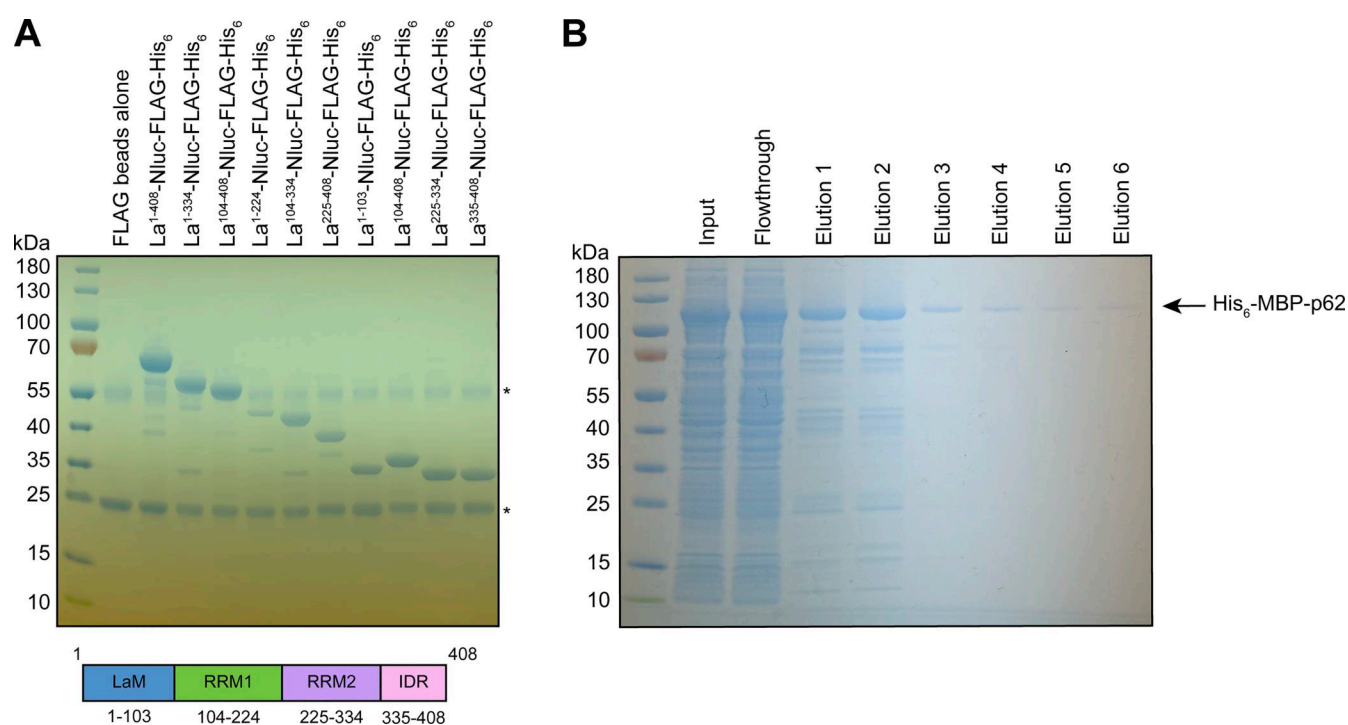 A
FLAG beads alone
La1-408-Nluc-FLAG-His6
La1-334-Nluc-FLAG-His6
La104-408-Nluc-FLAG-His6
La1-224-Nluc-FLAG-His6
La104-334-Nluc-FLAG-His6
La225-408-Nluc-FLAG-His6
La1-103-Nluc-FLAG-His6
La104-408-Nluc-FLAG-His6
La225-334-Nluc-FLAG-His6
La335-408-Nluc-FLAG-His6
kDa
180
130
100
70
55
40
35
25
15
10
*
*
1 408
LaM RRM1 RRM2 IDR
1-103 104-224 225-334 335-408
B
Input
Flowthrough
Elution 1
Elution 2
Elution 3
Elution 4
Elution 5
Elution 6
kDa
180
130
100
70
55
40
35
25
15
10
His6-MBP-p62